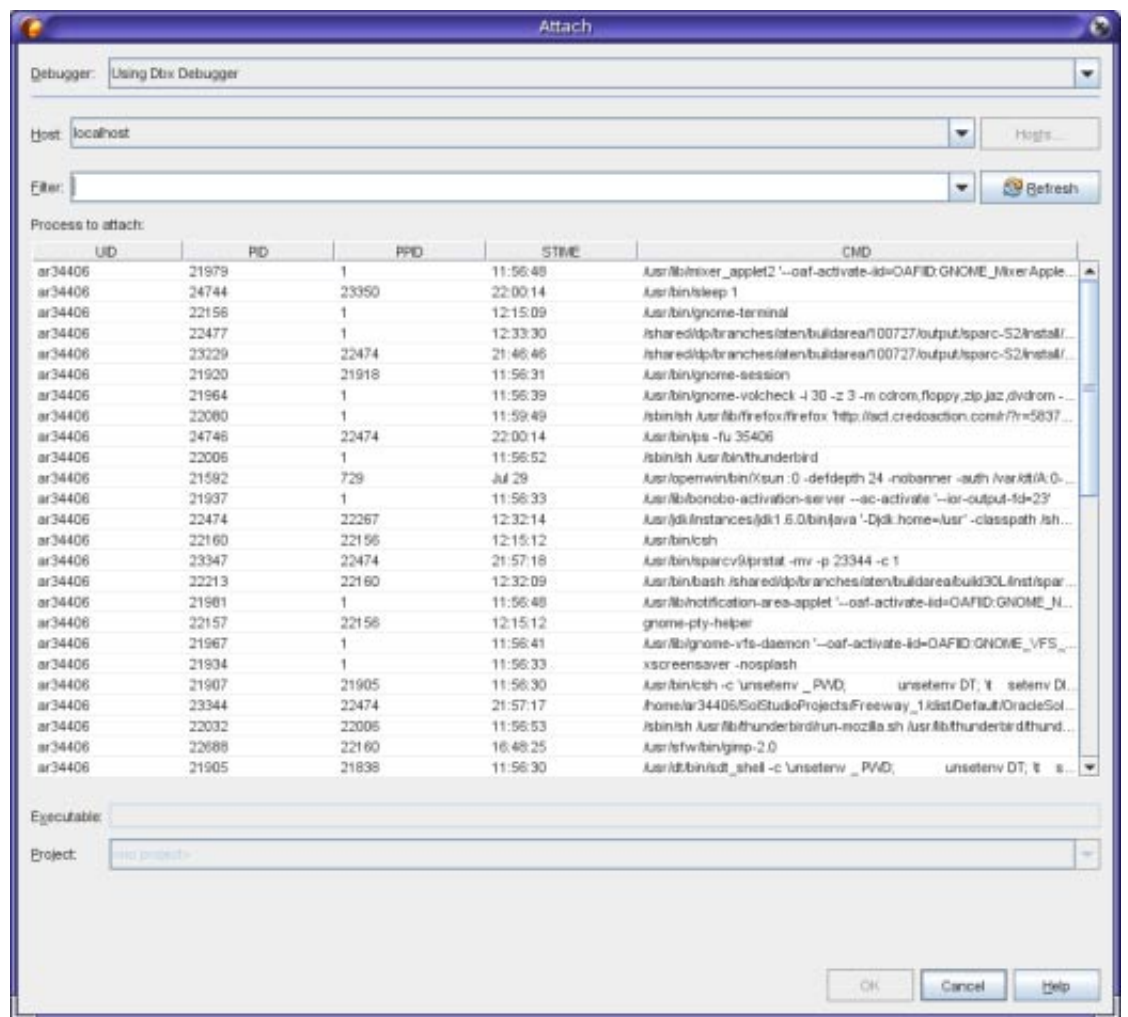 Attach
Debugger: Using Dbx Debugger
Host: localhost Hosts...
Filter: Refresh
Process to attach:
UID PID PPID STIME CMD
ar34406 21979 1 11:56:48 /usr/lib/mixer_applet2 '--oaf-activate-iid=OAFIID:GNOME_MixerApple...
ar34406 24744 23350 22:00:14 /usr/bin/sleep 1
ar34406 22156 1 12:15:09 /usr/bin/gnome-terminal
ar34406 22477 1 12:33:30 /shared/dp/branches/aten/buildarea/100727/output/sparc-S2/install/...
ar34406 23229 22474 21:46:46 /shared/dp/branches/aten/buildarea/100727/output/sparc-S2/install/...
ar34406 21920 21918 11:56:31 /usr/bin/gnome-session
ar34406 21964 1 11:56:39 /usr/bin/gnome-volcheck -i 30 -z 3 -m cdrom,floppy,zip,jaz,dvdrom -...
ar34406 22080 1 11:59:49 /sbin/sh /usr/lib/firefox/firefox 'http://act.credoaction.com/r/?r=5837...
ar34406 24746 22474 22:00:14 /usr/bin/ps -fu 35406
ar34406 22006 1 11:56:52 /sbin/sh /usr/bin/thunderbird
ar34406 21592 729 Jul 29 /usr/openwin/bin/Xsun :0 -defdepth 24 -nobanner -auth /var/dt/A:0-...
ar34406 21937 1 11:56:33 /usr/lib/bonobo-activation-server --ac-activate '--ior-output-fd=23'
ar34406 22474 22267 12:32:14 /usr/jdk/instances/jdk1.6.0/bin/java '-Djdk.home=/usr' -classpath /sh...
ar34406 22160 22156 12:15:12 /usr/bin/csh
ar34406 23347 22474 21:57:18 /usr/bin/sparcv9/prstat -mv -p 23344 -c 1
ar34406 22213 22160 12:32:09 /usr/bin/bash /shared/dp/branches/aten/buildarea/build30L/inst/spar...
ar34406 21981 1 11:56:48 /usr/lib/notification-area-applet '--oaf-activate-iid=OAFIID:GNOME_N...
ar34406 22157 22156 12:15:12 gnome-pty-helper
ar34406 21967 1 11:56:41 /usr/lib/gnome-vfs-daemon '--oaf-activate-iid=OAFIID:GNOME_VFS_...
ar34406 21934 1 11:56:33 xscreensaver -nosplash
ar34406 21907 21905 11:56:30 /usr/bin/csh -c 'unsetenv _ PWD; unsetenv DT; \t setenv DI...
ar34406 23344 22474 21:57:17 /home/ar34406/SolStudioProjects/Freeway_1/dist/Default/OracleSol...
ar34406 22032 22006 11:56:53 /sbin/sh /usr/lib/thunderbird/run-mozilla.sh /usr/lib/thunderbird/thund...
ar34406 22688 22160 16:48:25 /usr/sfw/bin/gimp-2.0
ar34406 21905 21838 11:56:30 /usr/dt/bin/sdt_shell -c 'unsetenv _ PWD; unsetenv DT; \t s...
Executable:
Project: <no project>
OK Cancel Help